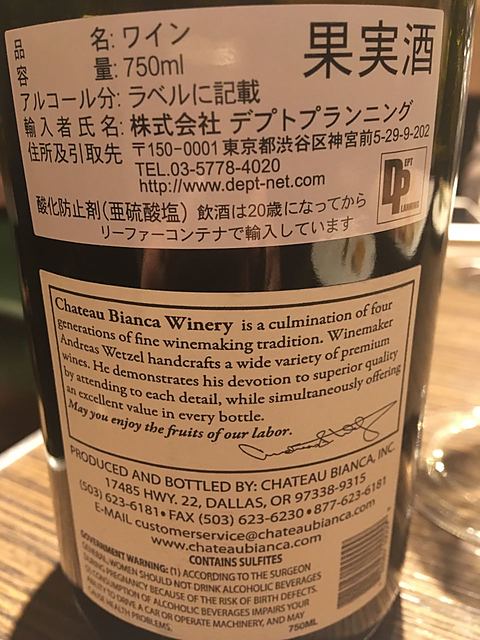 品　名: ワイン
果実酒
容　量: 750ml
アルコール分: ラベルに記載
輸入者氏名: 株式会社 デプトプランニング
住所及引取先 〒150-0001 東京都渋谷区神宮前5-29-9-202
TEL.03-5778-4020
http://www.dept-net.com
DEPT
PLANNING
酸化防止剤(亜硫酸塩) 飲酒は20歳になってから
リーファーコンテナで輸入しています
Chateau Bianca Winery is a culmination of four
generations of fine winemaking tradition. Winemaker
Andreas Wetzel handcrafts a wide variety of premium
wines. He demonstrates his devotion to superior quality
by attending to each detail, while simultaneously offering
an excellent value in every bottle.
May you enjoy the fruits of our labor.
PRODUCED AND BOTTLED BY: CHATEAU BIANCA, INC.
17485 HWY. 22, DALLAS, OR 97338-9315
(503) 623-6181 • FAX (503) 623-6230 • 877-623-6181
E-MAIL customerservice@chateaubianca.com
www.chateaubianca.com
CONTAINS SULFITES
GOVERNMENT WARNING: (1) ACCORDING TO THE SURGEON
GENERAL, WOMEN SHOULD NOT DRINK ALCOHOLIC BEVERAGES
DURING PREGNANCY BECAUSE OF THE RISK OF BIRTH DEFECTS.
(2) CONSUMPTION OF ALCOHOLIC BEVERAGES IMPAIRS YOUR
ABILITY TO DRIVE A CAR OR OPERATE MACHINERY, AND MAY
CAUSE HEALTH PROBLEMS.
750ML